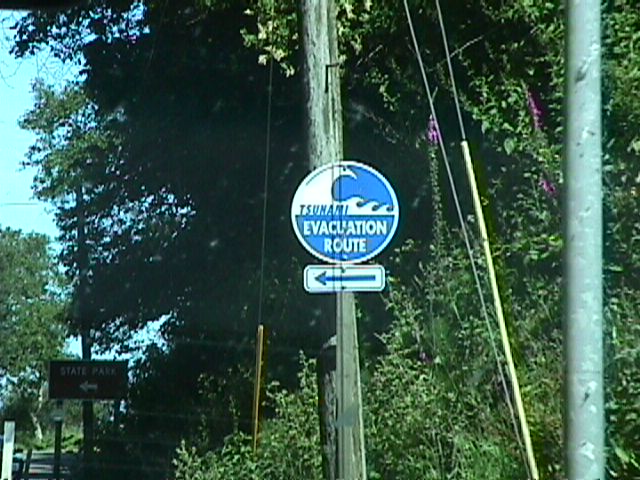 TSUNAMI
EVACUATION
ROUTE
STATE PARK